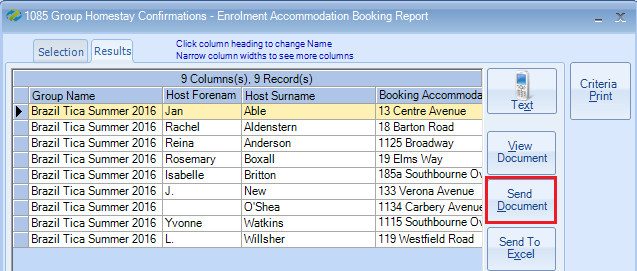 1085 Group Homestay Confirmations - Enrolment Accommodation Booking Report
Selection
Results
Click column heading to change Name
Narrow column widths to see more columns
9 Columns(s), 9 Record(s)
Group Name Host Forenam Host Surname Booking Accommoda
Brazil Tica Summer 2016 Jan Able 13 Centre Avenue
Brazil Tica Summer 2016 Rachel Aldenstern 18 Barton Road
Brazil Tica Summer 2016 Reina Anderson 1125 Broadway
Brazil Tica Summer 2016 Rosemary Boxall 19 Elms Way
Brazil Tica Summer 2016 Isabelle Britton 185a Southbourne Ov
Brazil Tica Summer 2016 J. New 133 Verona Avenue
Brazil Tica Summer 2016 O'Shea 1134 Carbery Avenue
Brazil Tica Summer 2016 Yvonne Watkins 1115 Southbourne Ov
Brazil Tica Summer 2016 L. Willsher 119 Westfield Road
Text
View
Document
Send
Document
Send To
Excel
Criteria
Print